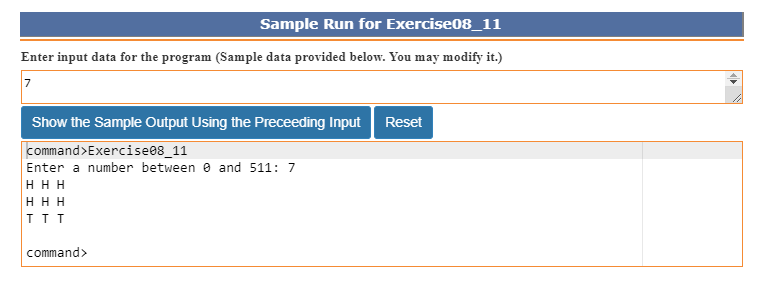 Sample Run for Exercise08_11
Enter input data for the program (Sample data provided below. You may modify it.)
7
Show the Sample Output Using the Preceeding Input
Reset
command>Exercise08_11
Enter a number between 0 and 511: 7
H H H
H H H
T T T
command>